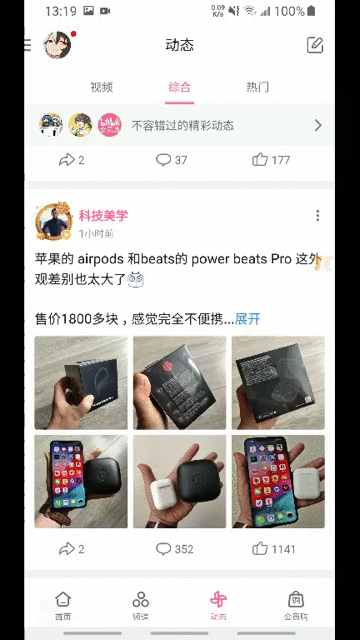 13:19
0.09
K/s
100%
动态
视频
综合
热门
不容错过的精彩动态
2
37
177
科技美学
1小时前
苹果的 airpods 和beats的 power beats Pro 这外
观差别也太大了
售价1800多块，感觉完全不便携...展开
2
352
1141
首页
频道
动态
会员购